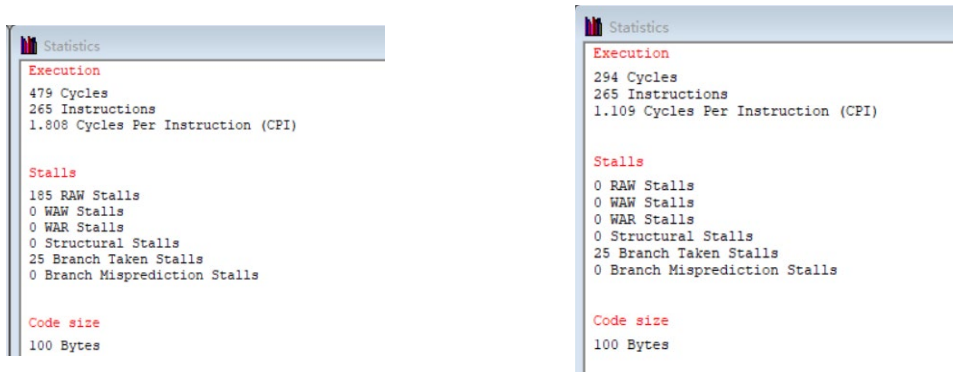 Statistics
Execution
479 Cycles
265 Instructions
1.808 Cycles Per Instruction (CPI)
Stalls
185 RAW Stalls
0 WAW Stalls
0 WAR Stalls
0 Structural Stalls
25 Branch Taken Stalls
0 Branch Misprediction Stalls
Code size
100 Bytes
Statistics
Execution
294 Cycles
265 Instructions
1.109 Cycles Per Instruction (CPI)
Stalls
0 RAW Stalls
0 WAW Stalls
0 WAR Stalls
0 Structural Stalls
25 Branch Taken Stalls
0 Branch Misprediction Stalls
Code size
100 Bytes